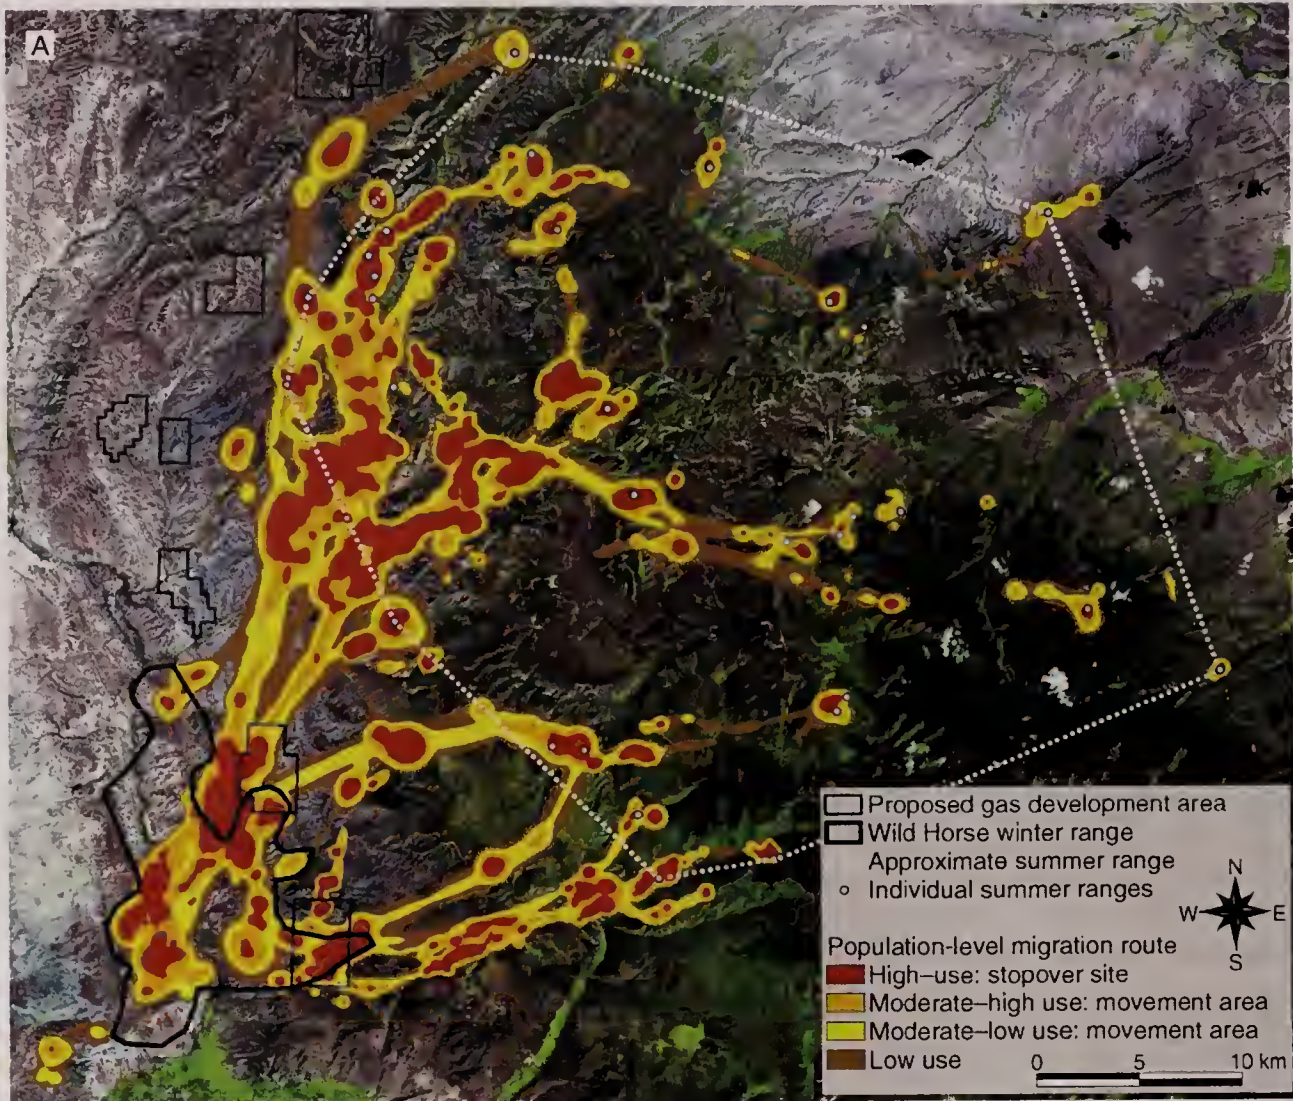 A
Proposed gas development area
Wild Horse winter range
Approximate summer range
Individual summer ranges
N
W E
S
Population-level migration route
High–use: stopover site
Moderate–high use: movement area
Moderate–low use: movement area
Low use
0 5 10 km